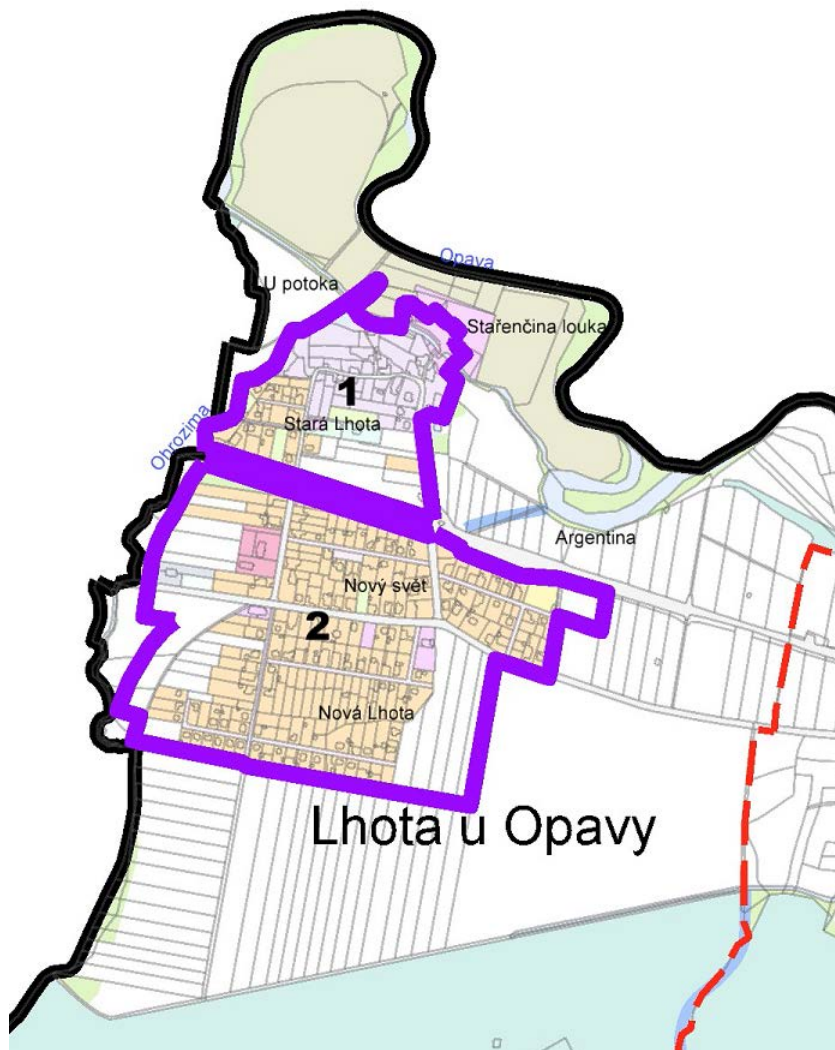 Opava
U potoka
Stařenčina louka
1
Stará Lhota
Ohrozima
Argentina
Nový svět
2
Nová Lhota
Lhota u Opavy